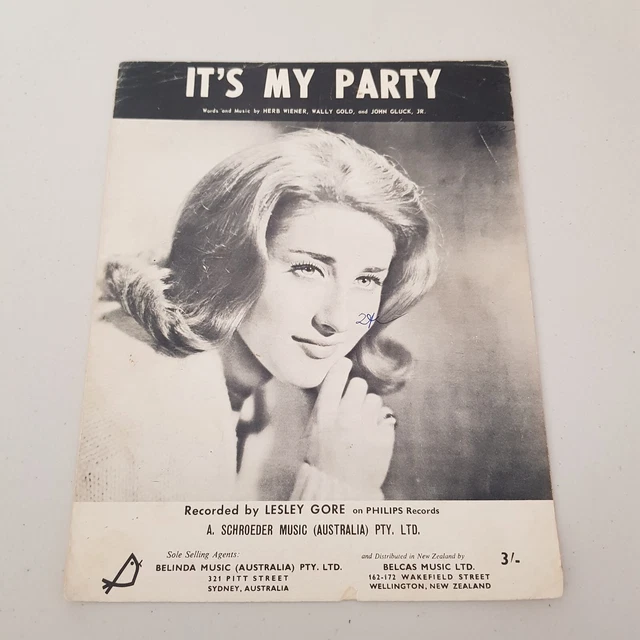 IT'S MY PARTY
Words and Music by HERB WIENER, WALLY GOLD, and JOHN GLUCK, JR.
Recorded by LESLEY GORE on PHILIPS Records
A. SCHROEDER MUSIC (AUSTRALIA) PTY. LTD.
Sole Selling Agents:
BELINDA MUSIC (AUSTRALIA) PTY. LTD.
321 PITT STREET
SYDNEY, AUSTRALIA
and Distributed in New Zealand by
BELCAS MUSIC LTD.
162-172 WAKEFIELD STREET
WELLINGTON, NEW ZEALAND
3/-